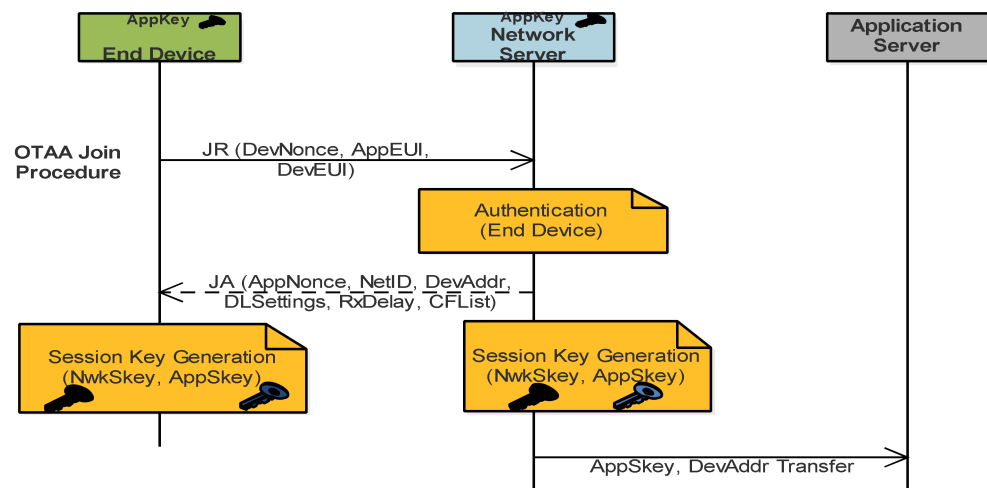 AppKey
End Device
AppKey
Network
Server
Application
Server
OTAA Join
Procedure
JR (DevNonce, AppEUI,
DevEUI)
Authentication
(End Device)
JA (AppNonce, NetID, DevAddr,
DLSettings, RxDelay, CFList)
Session Key Generation
(NwkSkey, AppSkey)
Session Key Generation
(NwkSkey, AppSkey)
AppSkey, DevAddr Transfer